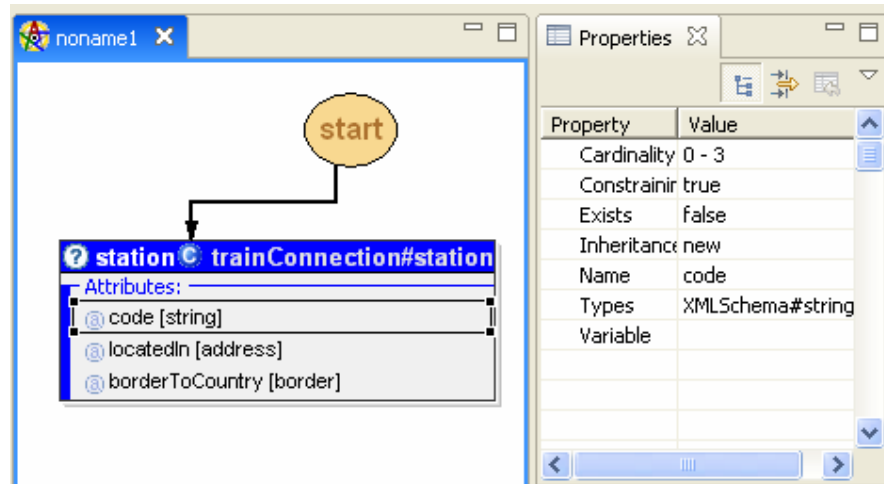 noname1
start
station C trainConnection#station
Attributes:
@ code [string]
@ locatedIn [address]
@ borderToCountry [border]
Properties
Property Value
Cardinality 0 - 3
Constrainir true
Exists false
Inheritance new
Name code
Types XMLSchema#string
Variable